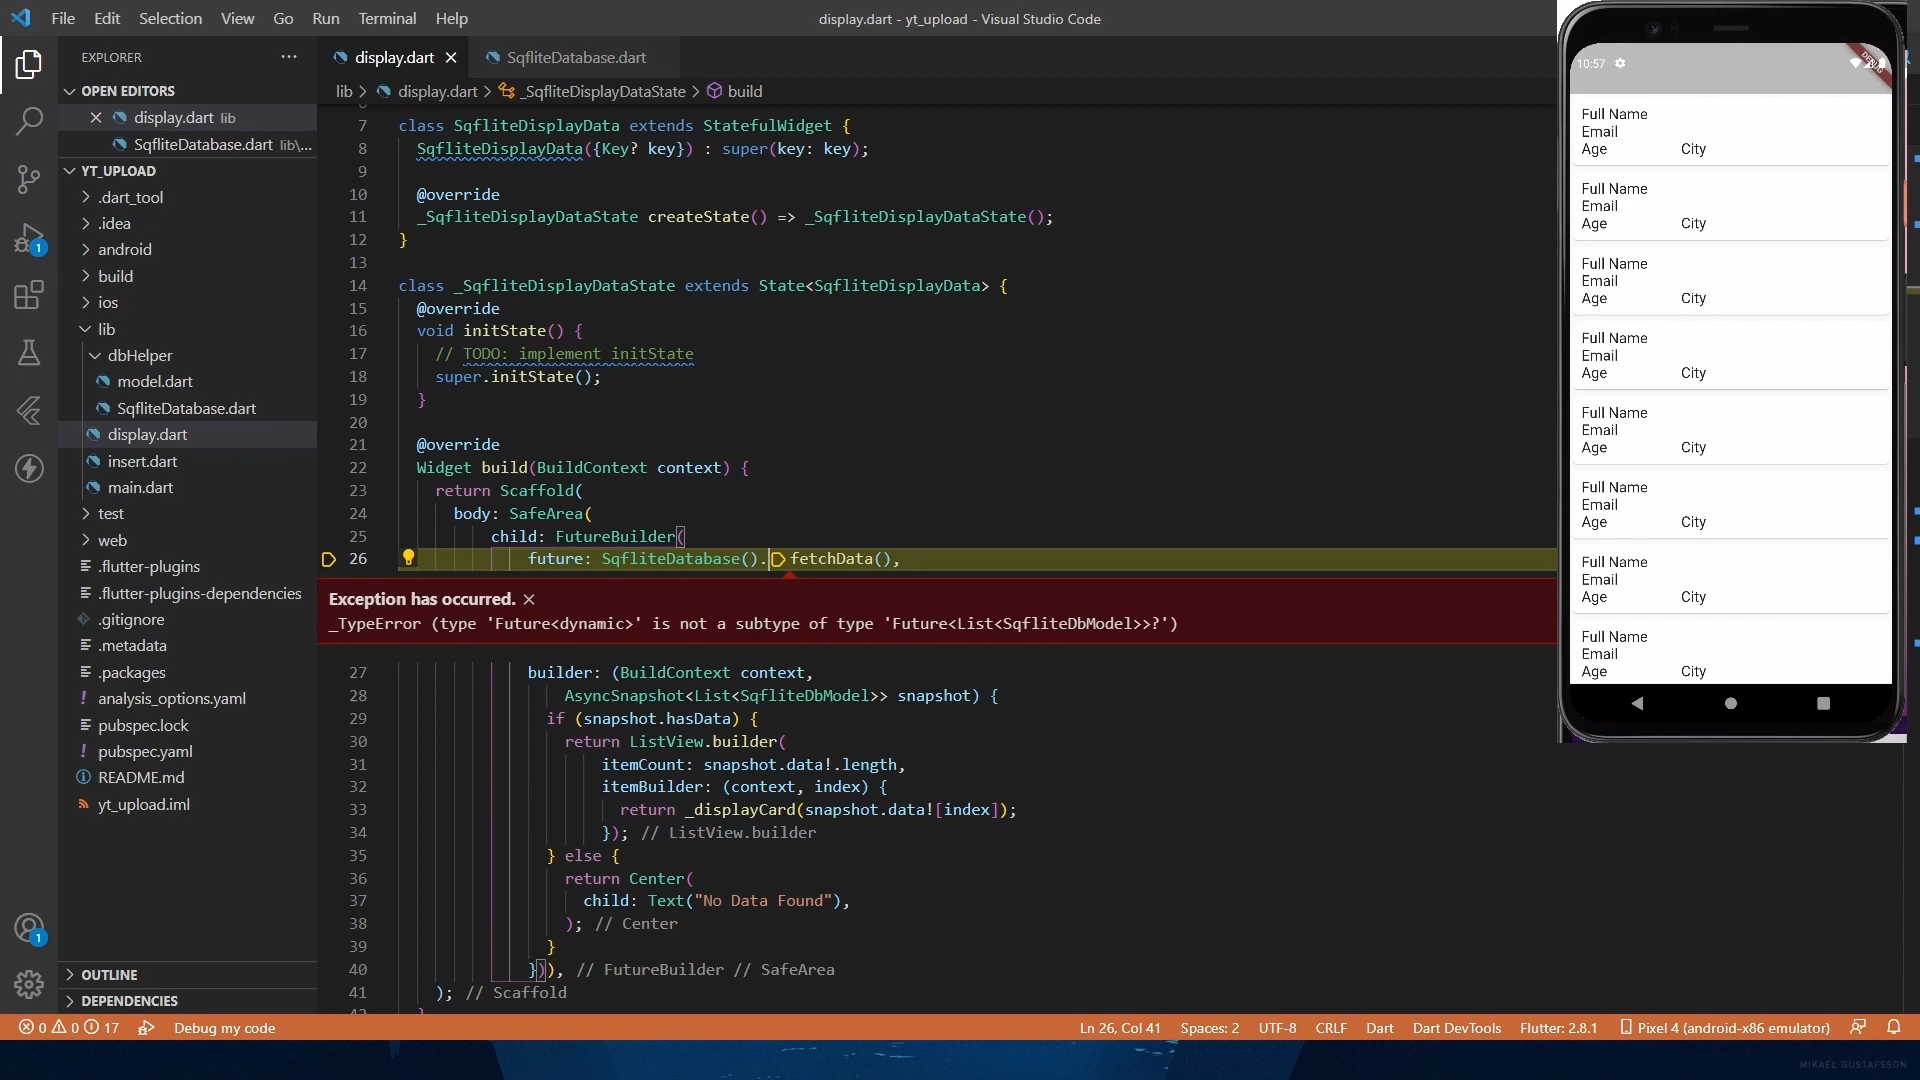 File Edit Selection View Go Run Terminal Help
display.dart - yt_upload - Visual Studio Code
EXPLORER
OPEN EDITORS
display.dart lib
SqfliteDatabase.dart lib\...
YT_UPLOAD
.dart_tool
.idea
android
build
ios
lib
dbHelper
model.dart
SqfliteDatabase.dart
display.dart
insert.dart
main.dart
test
web
.flutter-plugins
.flutter-plugins-dependencies
.gitignore
.metadata
.packages
analysis_options.yaml
pubspec.lock
pubspec.yaml
README.md
yt_upload.iml
OUTLINE
DEPENDENCIES
1
1
display.dart
SqfliteDatabase.dart
lib > display.dart > _SqfliteDisplayDataState > build
7 class SqfliteDisplayData extends StatefulWidget {
8 SqfliteDisplayData({Key? key}) : super(key: key);
9
10 @override
11 _SqfliteDisplayDataState createState() => _SqfliteDisplayDataState();
12 }
13
14 class _SqfliteDisplayDataState extends State<SqfliteDisplayData> {
15 @override
16 void initState() {
17 // TODO: implement initState
18 super.initState();
19 }
20
21 @override
22 Widget build(BuildContext context) {
23 return Scaffold(
24 body: SafeArea(
25 child: FutureBuilder(
26 future: SqfliteDatabase().fetchData(),
Exception has occurred.
_TypeError (type 'Future<dynamic>' is not a subtype of type 'Future<List<SqfliteDbModel>>?')
27 builder: (BuildContext context,
28 AsyncSnapshot<List<SqfliteDbModel>> snapshot) {
29 if (snapshot.hasData) {
30 return ListView.builder(
31 itemCount: snapshot.data!.length,
32 itemBuilder: (context, index) {
33 return _displayCard(snapshot.data![index]);
34 }); // ListView.builder
35 } else {
36 return Center(
37 child: Text("No Data Found"),
38 ); // Center
39 }
40 })), // FutureBuilder // SafeArea
41 ); // Scaffold
10:57
DEBUG
Full Name
Email
Age City
Full Name
Email
Age City
Full Name
Email
Age City
Full Name
Email
Age City
Full Name
Email
Age City
Full Name
Email
Age City
Full Name
Email
Age City
Full Name
Email
Age City
0 0 17 Debug my code
Ln 26, Col 41 Spaces: 2 UTF-8 CRLF Dart Dart DevTools Flutter: 2.8.1 Pixel 4 (android-x86 emulator)
MIKAEL GUSTAFSSON